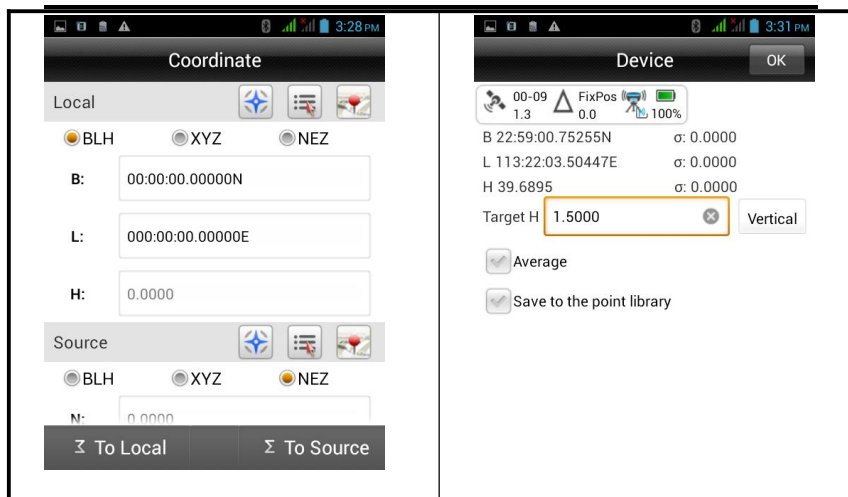 3:28 PM
Coordinate
Local
BLH XYZ NEZ
B: 00:00:00.00000N
L: 000:00:00.00000E
H: 0.0000
Source
BLH XYZ NEZ
N: 0.0000
Σ To Local Σ To Source
3:31 PM
Device OK
00-09 FixPos N
1.3 0.0 100%
B 22:59:00.75255N σ: 0.0000
L 113:22:03.50447E σ: 0.0000
H 39.6895 σ: 0.0000
Target H 1.5000 Vertical
Average
Save to the point library